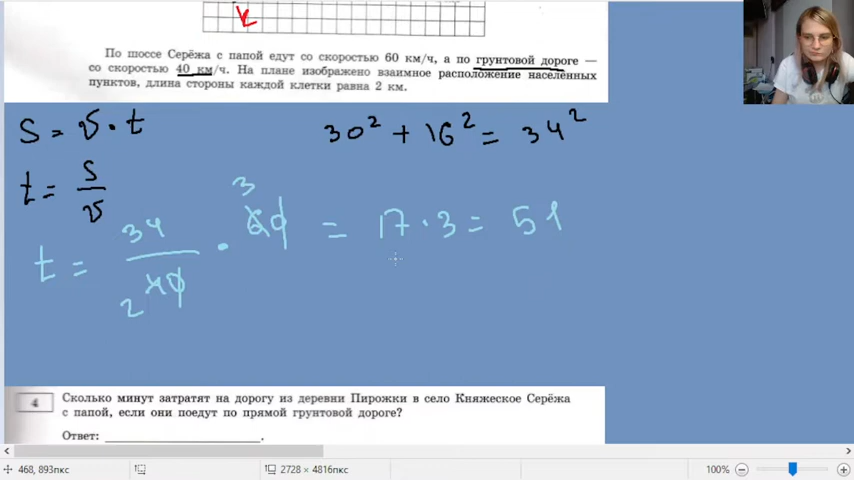 По шоссе Серёжа с папой едут со скоростью 60 км/ч, а по грунтовой дороге —
со скоростью 40 км/ч. На плане изображено взаимное расположение населённых
пунктов, длина стороны каждой клетки равна 2 км.
S = v · t
30² + 16² = 34²
t = S/v
t = 34/40 · 60 = 17 · 3 = 51
3
2
4
Сколько минут затратят на дорогу из деревни Пирожки в село Княжеское Серёжа
с папой, если они поедут по прямой грунтовой дороге?
Ответ: ____________________.
468, 893пкс
2728 × 4816пкс
100%